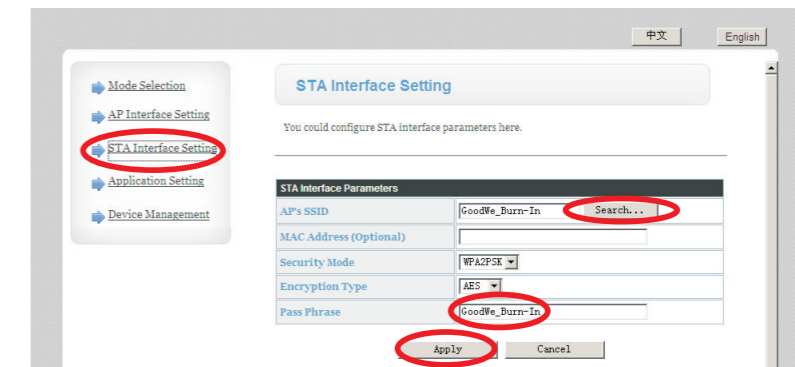 中文 English
Mode Selection
AP Interface Setting
STA Interface Setting
Application Setting
Device Management
STA Interface Setting
You could configure STA interface parameters here.
STA Interface Parameters
AP's SSID GoodWe_Burn-In Search...
MAC Address (Optional)
Security Mode WPA2PSK
Encryption Type AES
Pass Phrase GoodWe_Burn-In
Apply Cancel